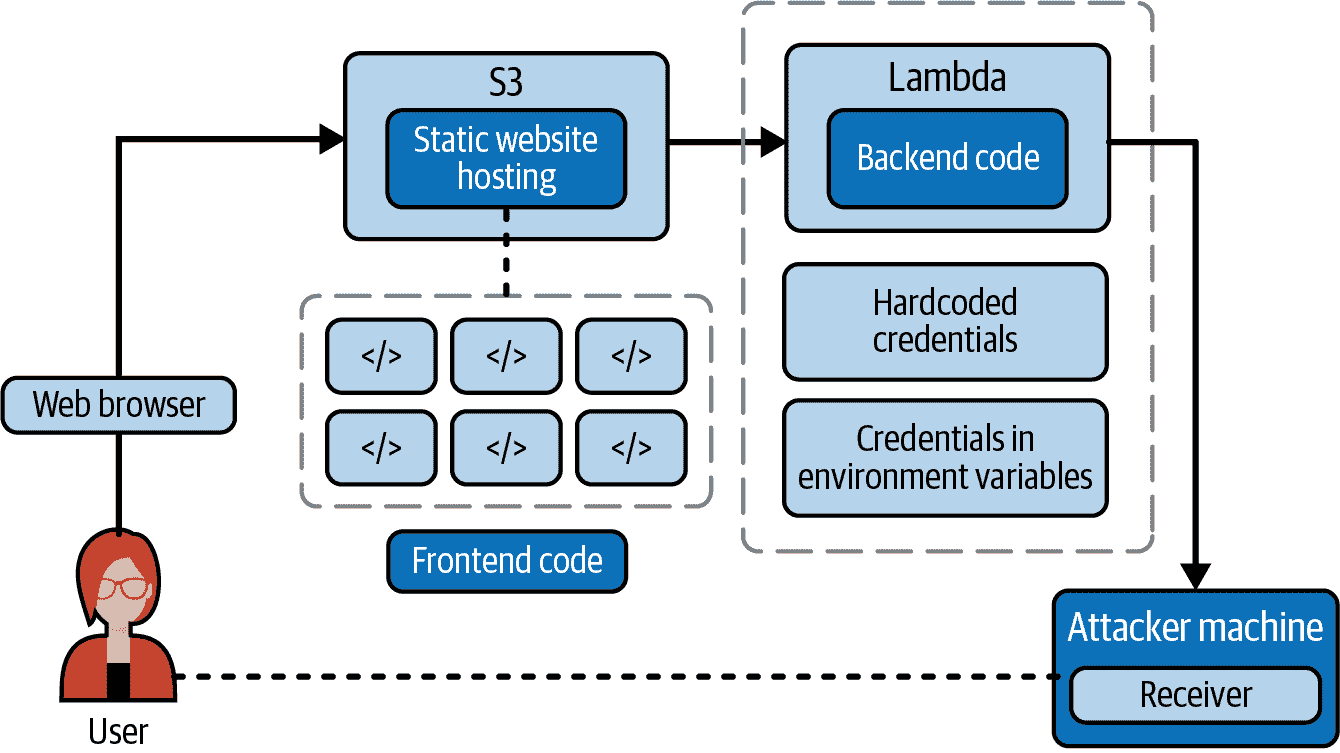 S3
Static website
hosting
Lambda
Backend code
Hardcoded
credentials
Credentials in
environment variables
</>
</>
</>
</>
</>
</>
Frontend code
Web browser
User
Attacker machine
Receiver